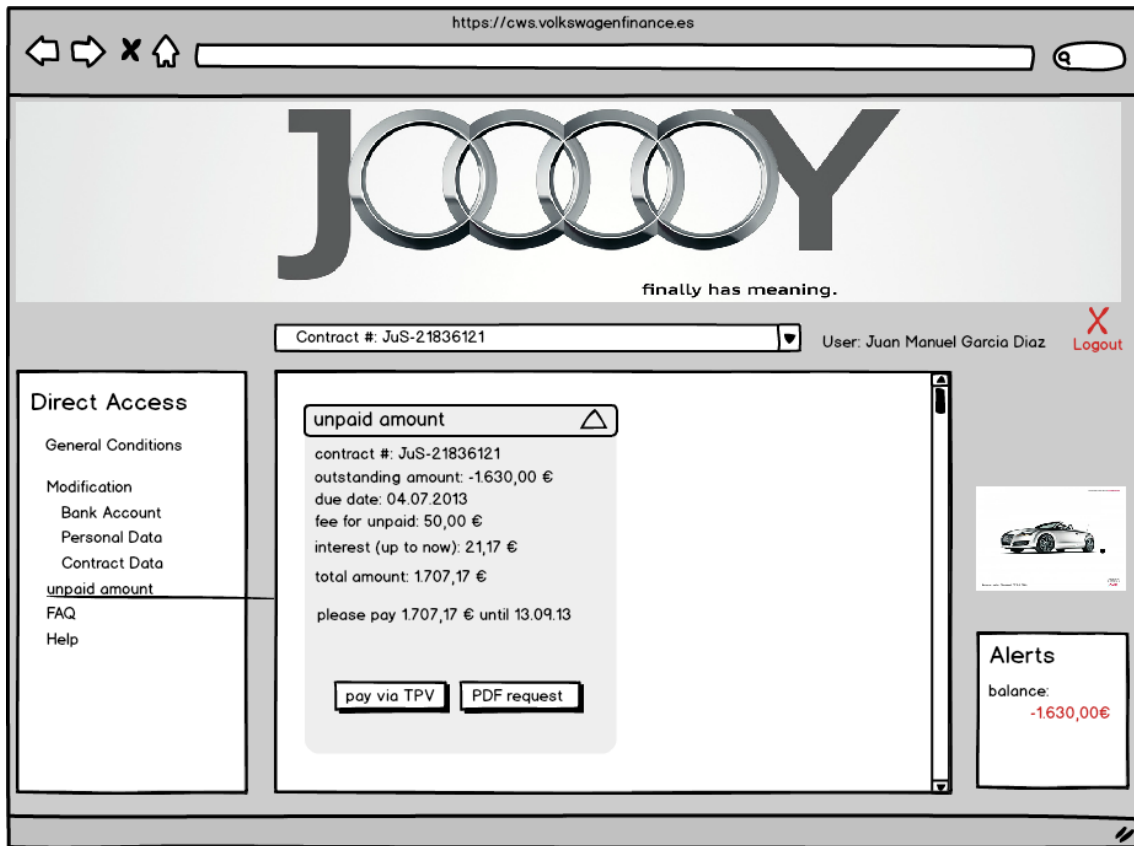 https://cws.volkswagenfinance.es
JOOOOY
finally has meaning.
Contract #: JuS-21836121
User: Juan Manuel Garcia Diaz
X
Logout
Direct Access
General Conditions
Modification
Bank Account
Personal Data
Contract Data
unpaid amount
FAQ
Help
unpaid amount
contract #: JuS-21836121
outstanding amount: -1.630,00 €
due date: 04.07.2013
fee for unpaid: 50,00 €
interest (up to now): 21,17 €
total amount: 1.707,17 €
please pay 1.707,17 € until 13.09.13
pay via TPV
PDF request
Alerts
balance:
-1.630,00€